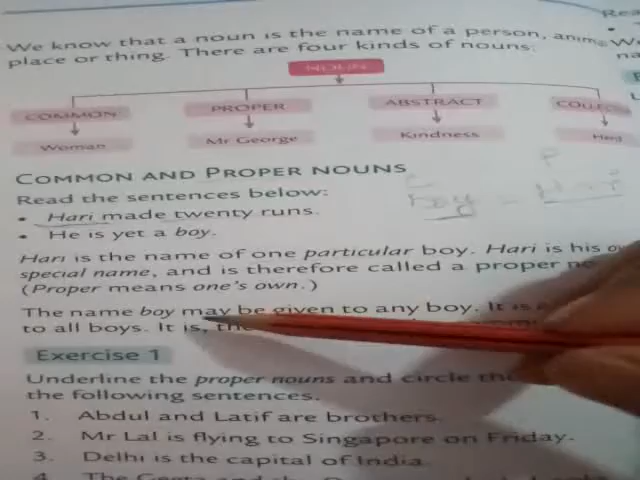 We know that a noun is the name of a person,
place or thing. There are four kinds of nouns:
NOUN
COMMON PROPER ABSTRACT
Woman Mr George Kindness
COMMON AND PROPER NOUNS
Read the sentences below:
• Hari made twenty runs.
• He is yet a boy.
Hari is the name of one particular boy. Hari is his
special name, and is therefore called a proper
(Proper means one's own.)
The name boy may be given to any boy. It is
to all boys. It is,
Exercise 1
Underline the proper nouns and circle
the following sentences.
1. Abdul and Latif are brothers.
2. Mr Lal is flying to Singapore on Friday.
3. Delhi is the capital of India.
4. The